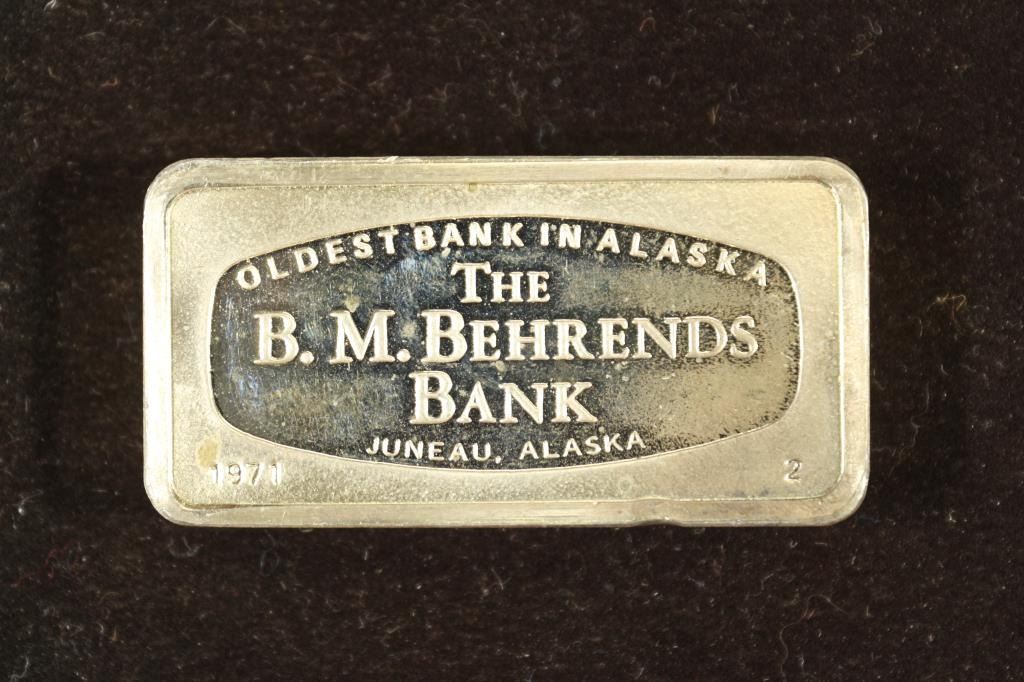 OLDEST BANK IN ALASKA
THE
B. M. BEHRENDS
BANK
JUNEAU, ALASKA
1971 2